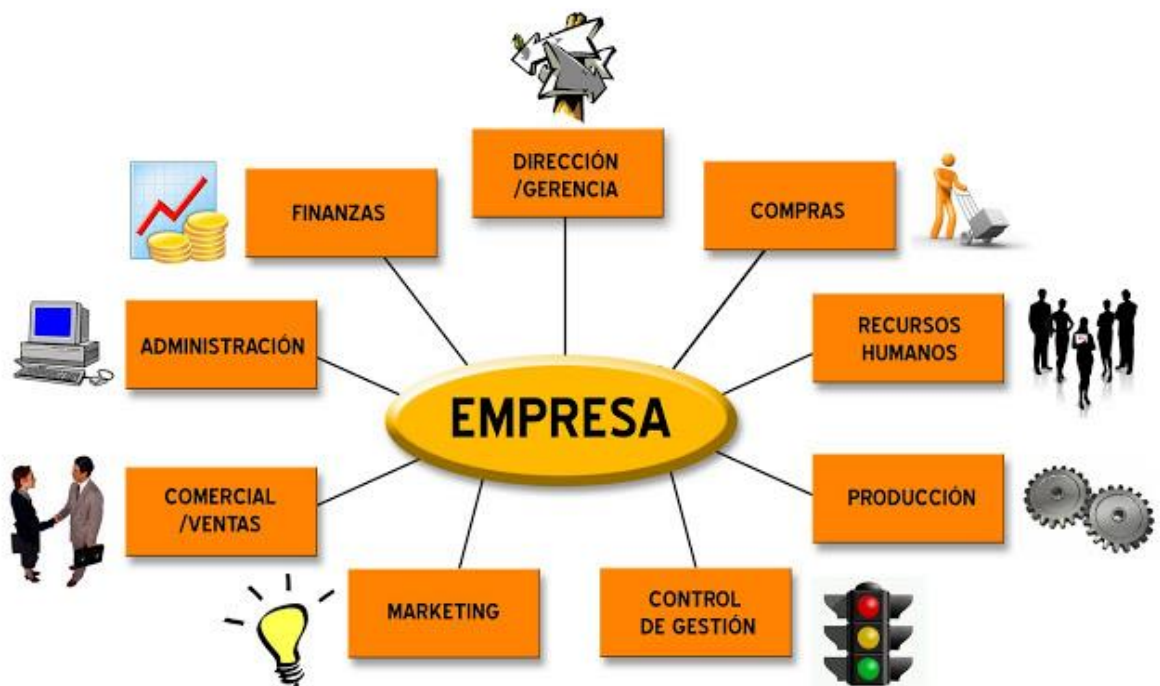 DIRECCIÓN
/GERENCIA
FINANZAS
COMPRAS
ADMINISTRACIÓN
RECURSOS
HUMANOS
EMPRESA
COMERCIAL
/VENTAS
PRODUCCIÓN
MARKETING
CONTROL
DE GESTIÓN